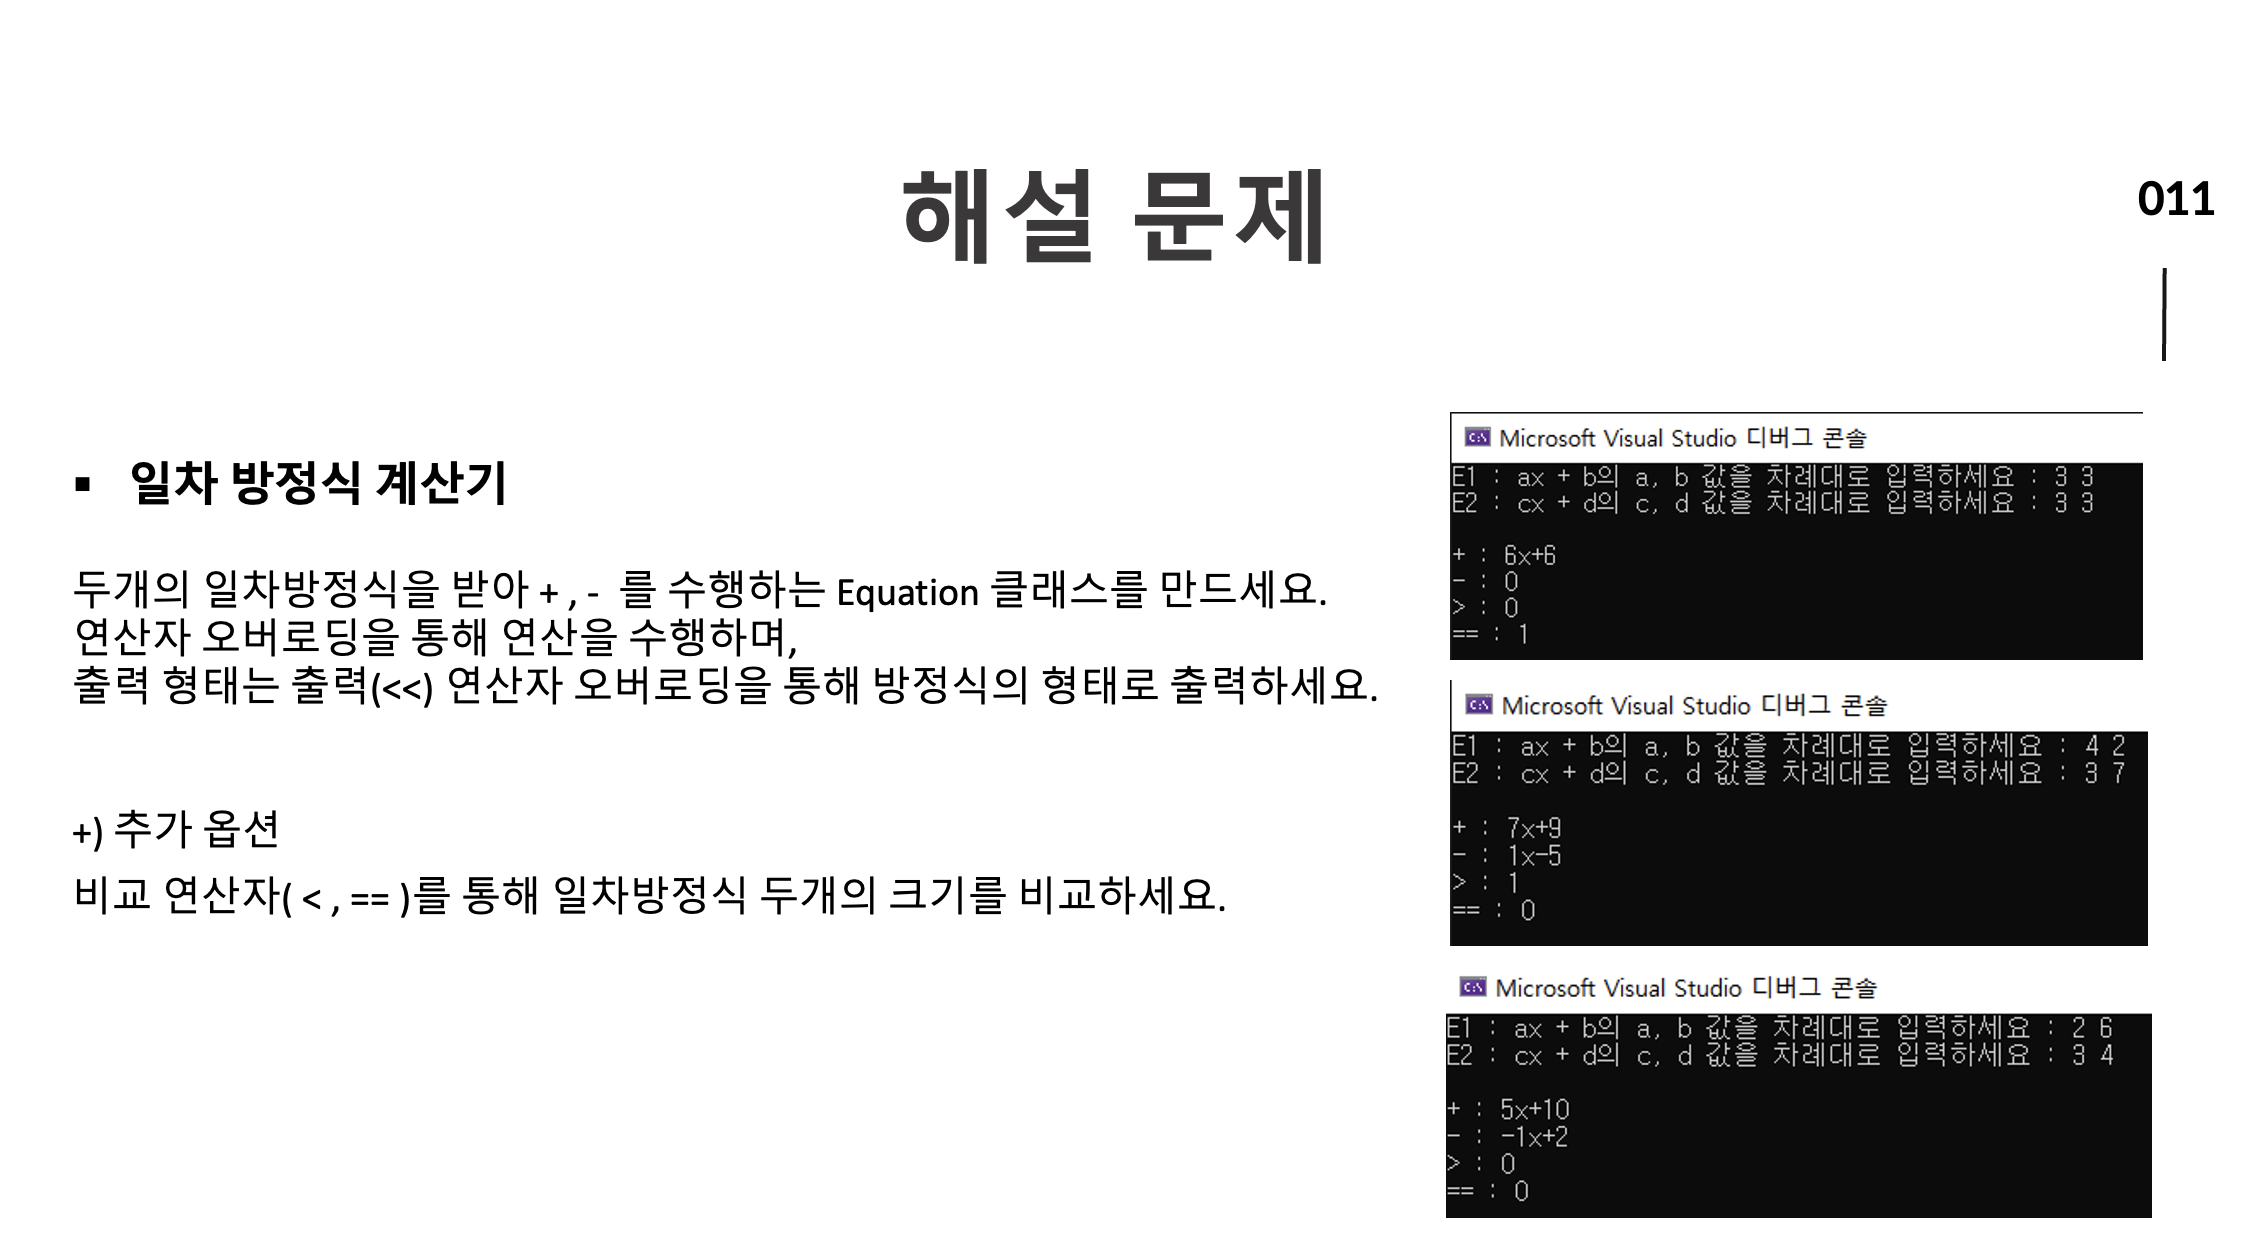 해설 문제
011
▪ 일차 방정식 계산기
두개의 일차방정식을 받아 + , - 를 수행하는 Equation 클래스를 만드세요.
연산자 오버로딩을 통해 연산을 수행하며,
출력 형태는 출력(<<) 연산자 오버로딩을 통해 방정식의 형태로 출력하세요.
+) 추가 옵션
비교 연산자( < , == )를 통해 일차방정식 두개의 크기를 비교하세요.
C:\ Microsoft Visual Studio 디버그 콘솔
E1 : ax + b의 a, b 값을 차례대로 입력하세요 : 3 3
E2 : cx + d의 c, d 값을 차례대로 입력하세요 : 3 3
+ : 6x+6
- : 0
> : 0
== : 1
C:\ Microsoft Visual Studio 디버그 콘솔
E1 : ax + b의 a, b 값을 차례대로 입력하세요 : 4 2
E2 : cx + d의 c, d 값을 차례대로 입력하세요 : 3 7
+ : 7x+9
- : 1x-5
> : 1
== : 0
C:\ Microsoft Visual Studio 디버그 콘솔
E1 : ax + b의 a, b 값을 차례대로 입력하세요 : 2 6
E2 : cx + d의 c, d 값을 차례대로 입력하세요 : 3 4
+ : 5x+10
- : -1x+2
> : 0
== : 0